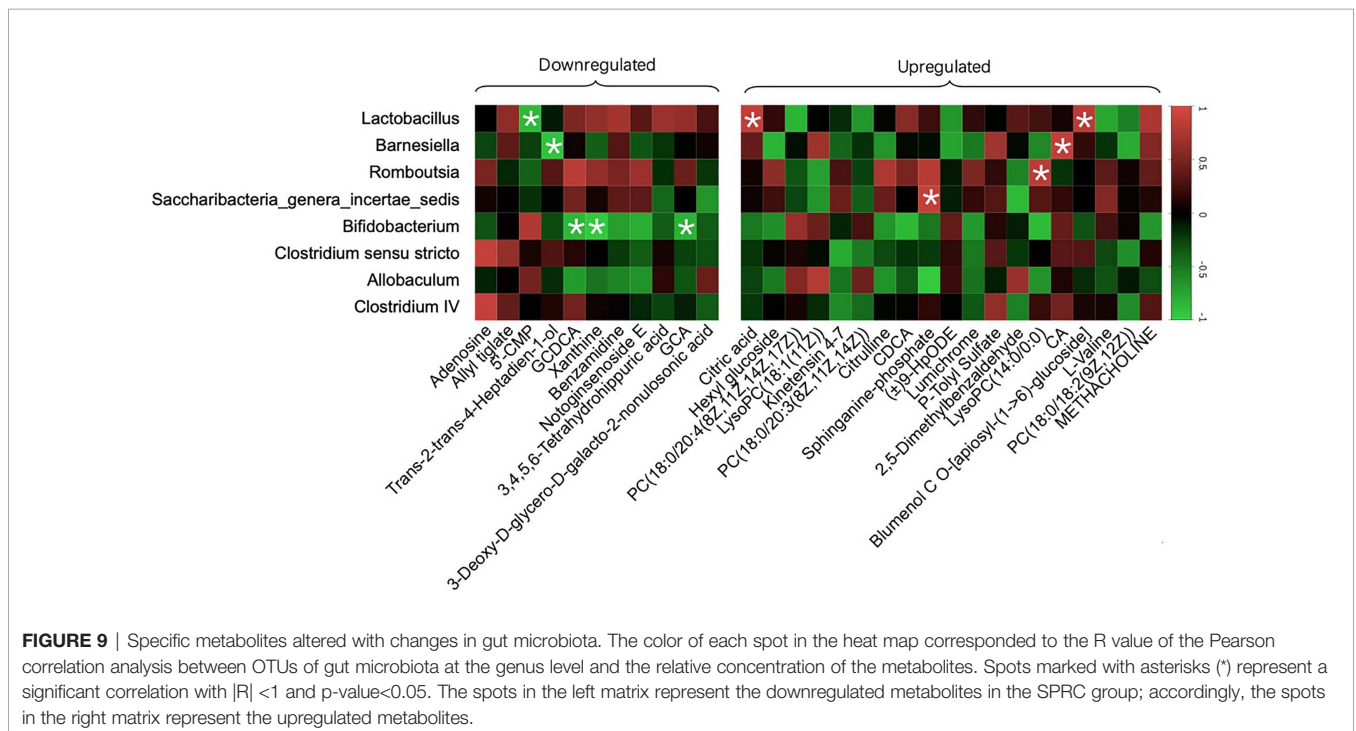 Downregulated
Upregulated
Lactobacillus
Barnesiella
Romboutsia
Saccharibacteria_genera_incertae_sedis
Bifidobacterium
Clostridium sensu stricto
Allobaculum
Clostridium IV
* * *
* *
*
*
* * *
1
0.5
0
-0.5
-1
Adenosine
Allyl tiglate
5'-CMP
Trans-2-trans-4-Heptadien-1-ol
GCDCA
Xanthine
Benzamidine
Notoginsenoside E
3,4,5,6-Tetrahydrohippuric acid
GCA
3-Deoxy-D-glycero-D-galacto-2-nonulosonic acid
Citric acid
Hexyl glucoside
PC(18:0/20:4(8Z,11Z,14Z,17Z))
LysoPC(18:1(11Z))
Kinetensin 4-7
PC(18:0/20:3(8Z,11Z,14Z))
Citrulline
CDCA
Sphinganine-phosphate
(±)9-HpODE
Lumichrome
P-Tolyl Sulfate
2,5-Dimethylbenzaldehyde
LysoPC(14:0/0:0)
CA
Blumenol C O-[apiosyl-(1->6)-glucoside]
L-Valine
PC(18:0/18:2(9Z,12Z))
METHACHOLINE
FIGURE 9 | Specific metabolites altered with changes in gut microbiota. The color of each spot in the heat map corresponded to the R value of the Pearson
correlation analysis between OTUs of gut microbiota at the genus level and the relative concentration of the metabolites. Spots marked with asterisks (*) represent a
significant correlation with |R| <1 and p-value<0.05. The spots in the left matrix represent the downregulated metabolites in the SPRC group; accordingly, the spots
in the right matrix represent the upregulated metabolites.